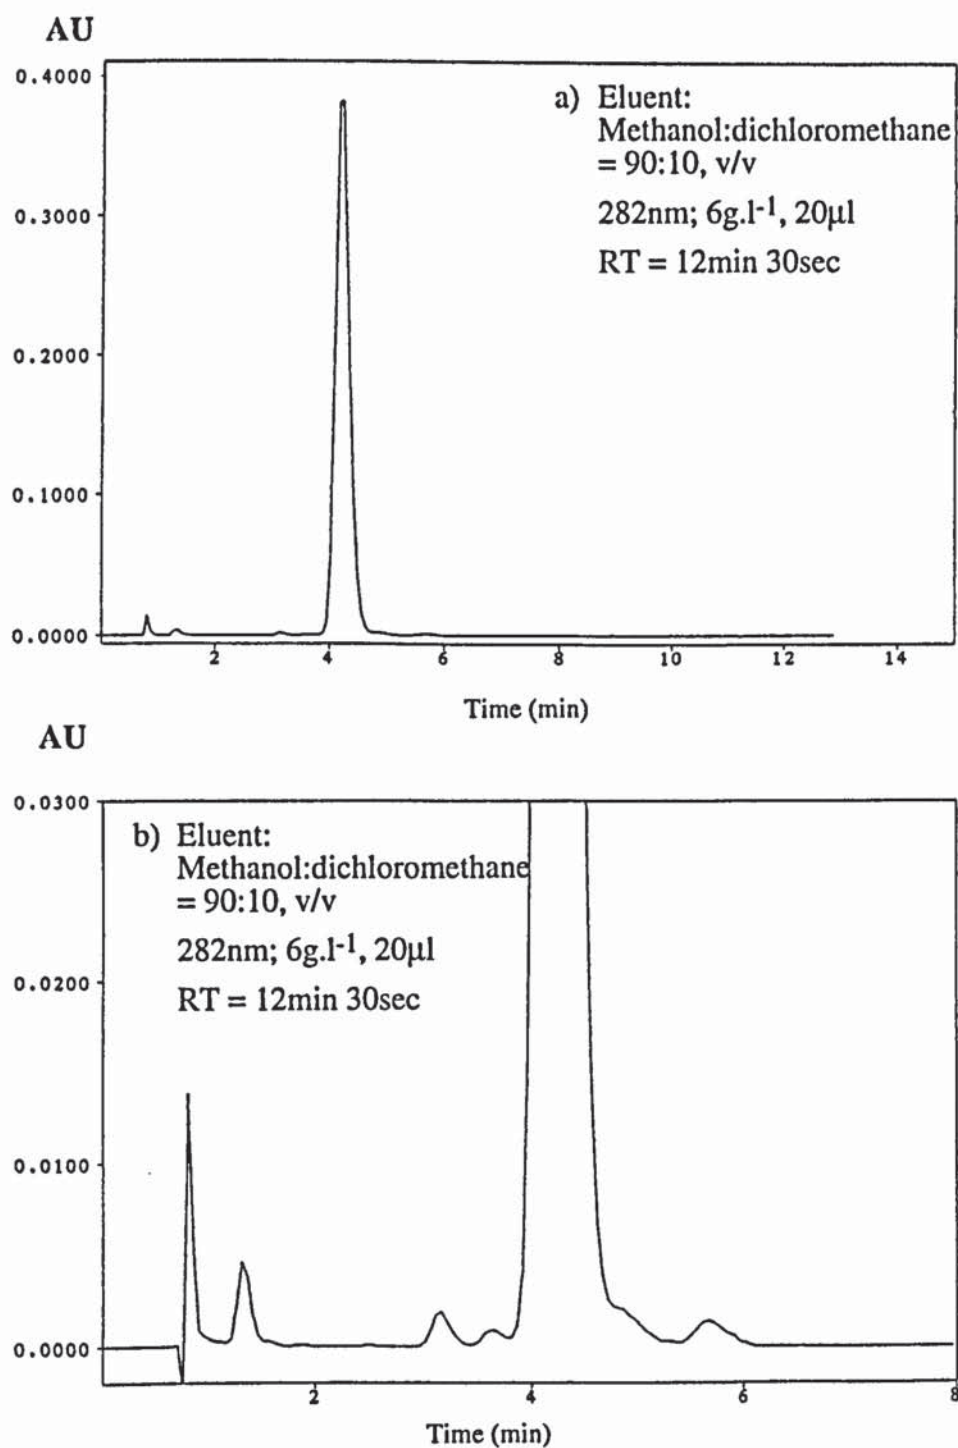 AU
0.4000
0.3000
0.2000
0.1000
0.0000
a) Eluent:
Methanol:dichloromethane
= 90:10, v/v
282nm; 6g.l-1, 20µl
RT = 12min 30sec
2 4 6 8 10 12 14
Time (min)
AU
0.0300
0.0200
0.0100
0.0000
b) Eluent:
Methanol:dichloromethane
= 90:10, v/v
282nm; 6g.l-1, 20µl
RT = 12min 30sec
2 4 6 8
Time (min)